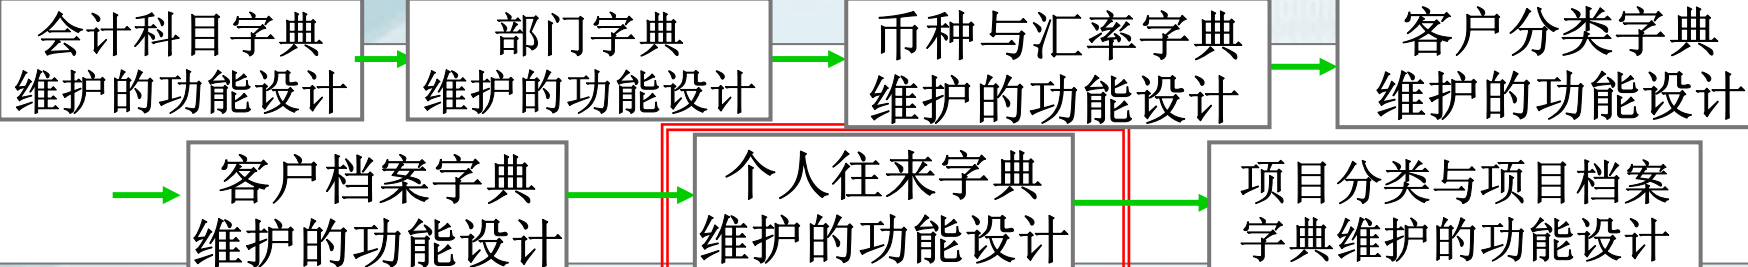 会计科目字典
维护的功能设计
部门字典
维护的功能设计
币种与汇率字典
维护的功能设计
客户分类字典
维护的功能设计
客户档案字典
维护的功能设计
个人往来字典
维护的功能设计
项目分类与项目档案
字典维护的功能设计